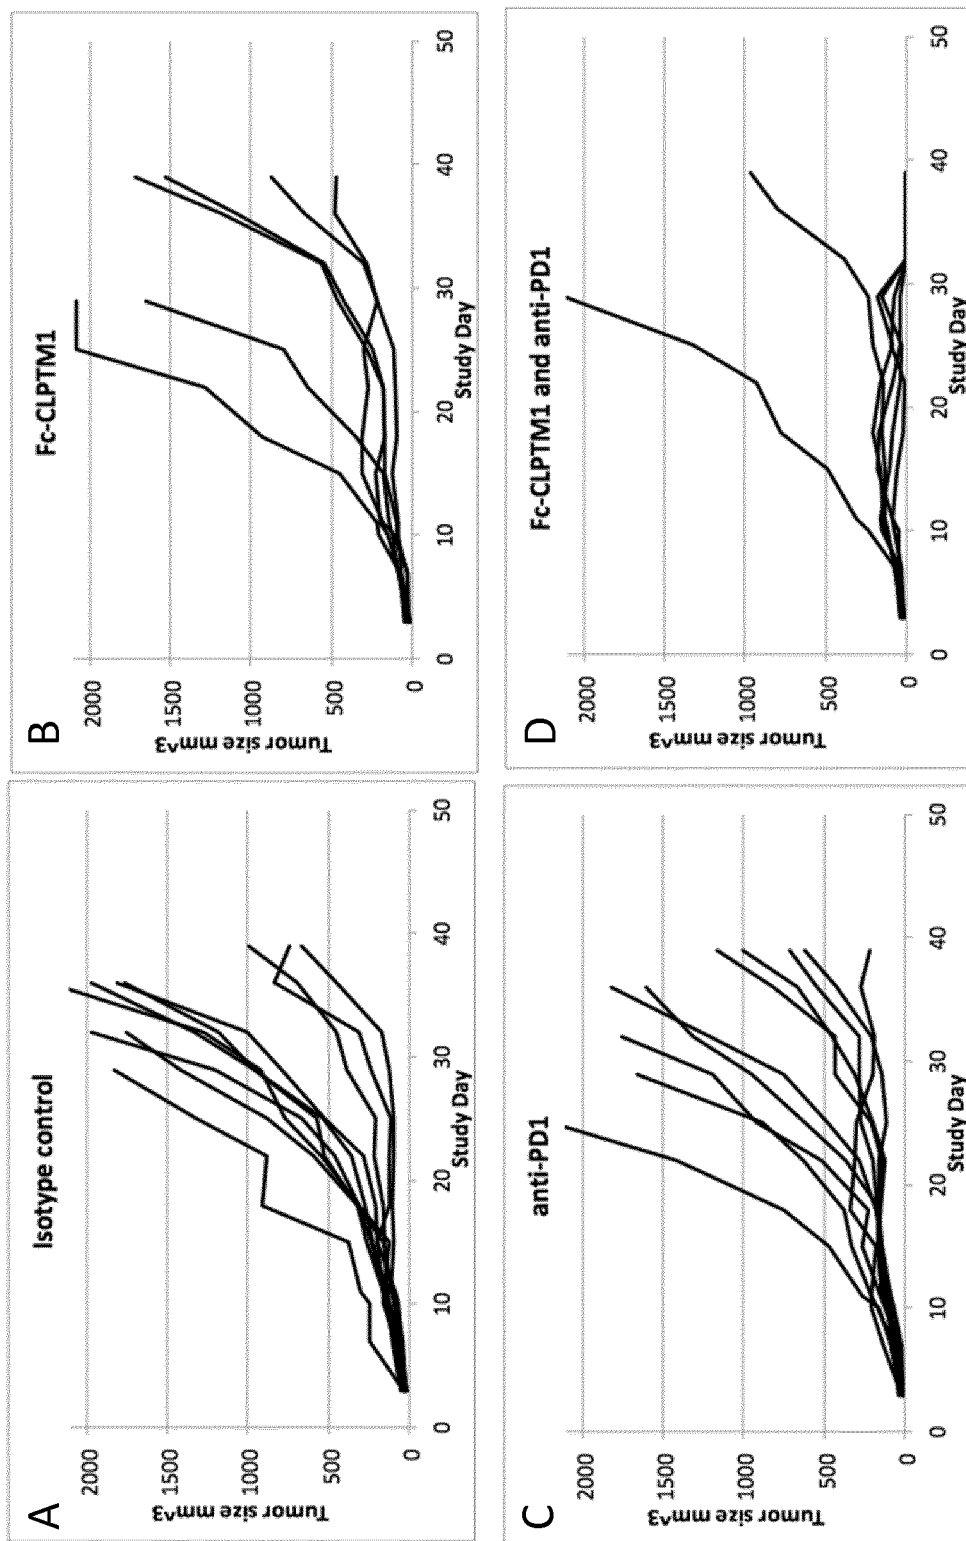 A
Isotype control
Tumor size mm^3
2000
1500
1000
500
0
0
10
20
30
40
50
Study Day
B
Fc-CLPTM1
Tumor size mm^3
2000
1500
1000
500
0
0
10
20
30
40
50
Study Day
C
anti-PD1
Tumor size mm^3
2000
1500
1000
500
0
0
10
20
30
40
50
Study Day
D
Fc-CLPTM1 and anti-PD1
Tumor size mm^3
2000
1500
1000
500
0
0
10
20
30
40
50
Study Day